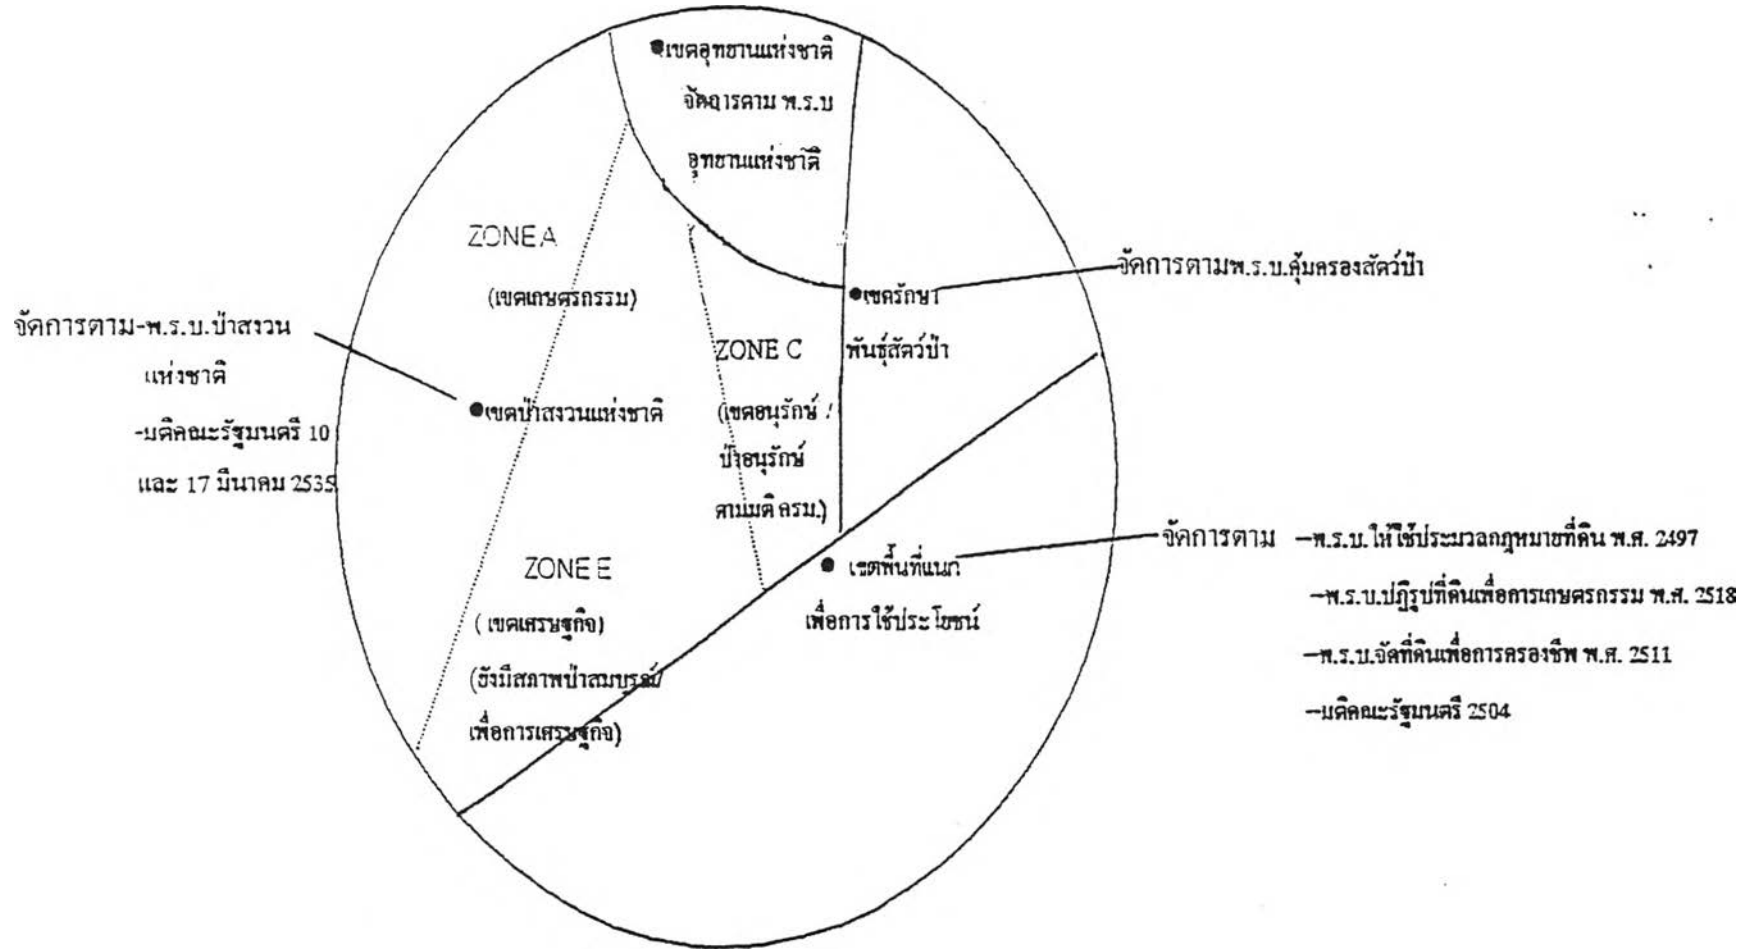 ●เขตอุทยานแห่งชาติ
จัดการตาม พ.ร.บ
อุทยานแห่งชาติ
ZONE A
(เขตเกษตรกรรม)
จัดการตามพ.ร.บ.คุ้มครองสัตว์ป่า
●เขตรักษา
พันธุ์สัตว์ป่า
จัดการตาม-พ.ร.บ.ป่าสงวน
แห่งชาติ
-มติคณะรัฐมนตรี 10
และ 17 มีนาคม 2535
●เขตป่าสงวนแห่งชาติ
ZONE C
(เขตอนุรักษ์ /
ป่าอนุรักษ์
ตามมติ ครม.)
ZONE E
( เขตเศรษฐกิจ)
(ยังมีสภาพป่าสมบูรณ์/
เพื่อการเศรษฐกิจ)
● เขตพื้นที่แนก
เพื่อการใช้ประโยชน์
จัดการตาม —พ.ร.บ.ให้ใช้ประมวลกฎหมายที่ดิน พ.ศ. 2497
—พ.ร.บ.ปฏิรูปที่ดินเพื่อการเกษตรกรรม พ.ศ. 2518
—พ.ร.บ.จัดที่ดินเพื่อการครองชีพ พ.ศ. 2511
—มติคณะรัฐมนตรี 2504